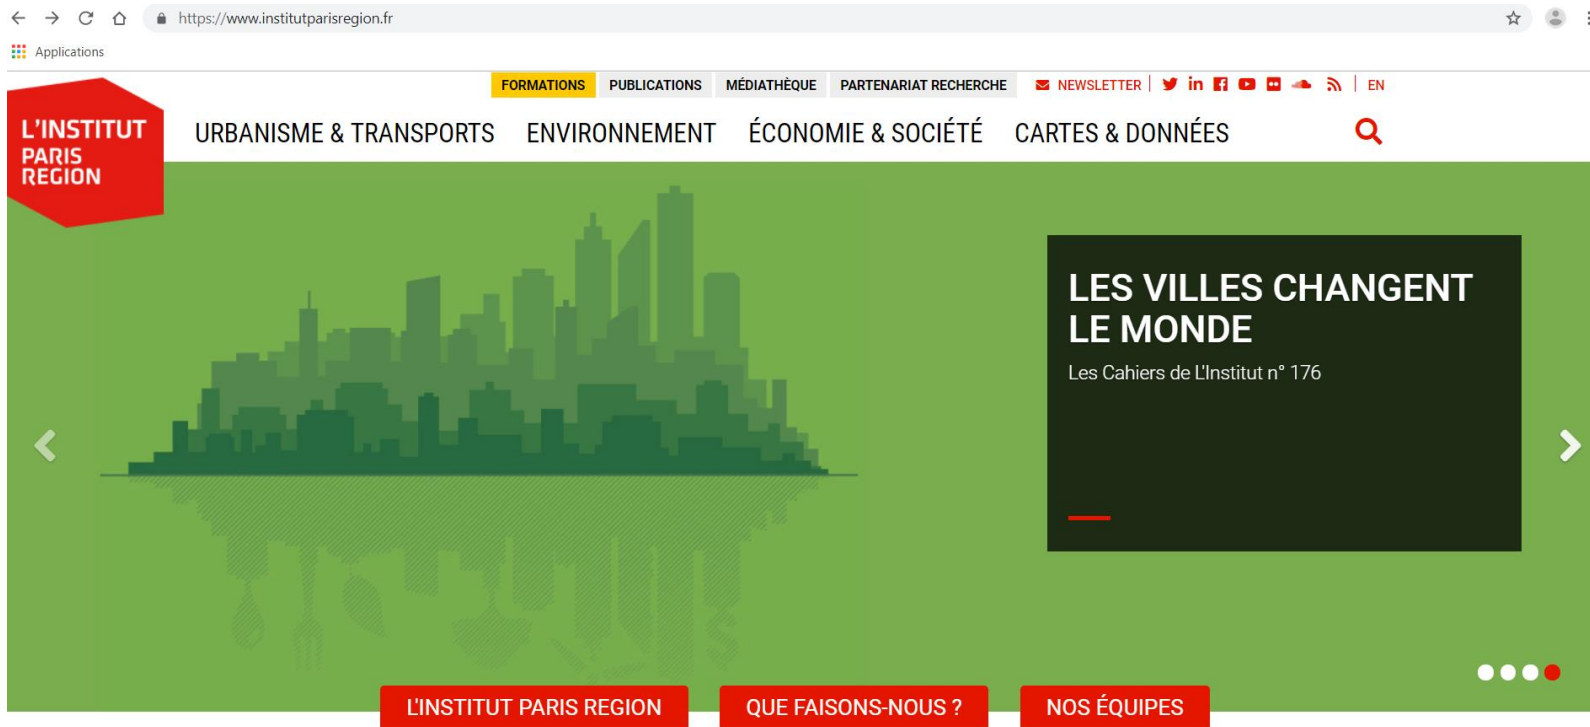 https://www.institutparisregion.fr
Applications
FORMATIONS PUBLICATIONS MÉDIATHÈQUE PARTENARIAT RECHERCHE NEWSLETTER EN
L'INSTITUT
PARIS
REGION
URBANISME & TRANSPORTS ENVIRONNEMENT ÉCONOMIE & SOCIÉTÉ CARTES & DONNÉES
LES VILLES CHANGENT
LE MONDE
Les Cahiers de L'Institut n° 176
L'INSTITUT PARIS REGION QUE FAISONS-NOUS ? NOS ÉQUIPES